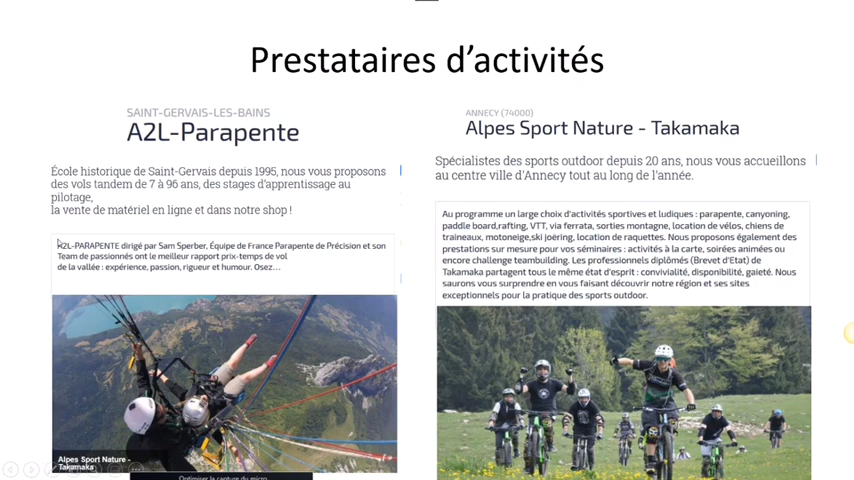 Prestataires d'activités
SAINT-GERVAIS-LES-BAINS
A2L-Parapente
École historique de Saint-Gervais depuis 1995, nous vous proposons
des vols tandem de 7 à 96 ans, des stages d'apprentissage au
pilotage,
la vente de matériel en ligne et dans notre shop !
A2L-PARAPENTE dirigé par Sam Sperber, Équipe de France Parapente de Précision et son
Team de passionnés ont le meilleur rapport prix-temps de vol
de la vallée : expérience, passion, rigueur et humour. Osez...
Alpes Sport Nature -
Takamaka
Optimiser la capture du micro
ANNECY (74000)
Alpes Sport Nature - Takamaka
Spécialistes des sports outdoor depuis 20 ans, nous vous accueillons
au centre ville d'Annecy tout au long de l'année.
Au programme un large choix d'activités sportives et ludiques : parapente, canyoning,
paddle board,rafting, VTT, via ferrata, sorties montagne, location de vélos, chiens de
traineaux, motoneige,ski joëring, location de raquettes. Nous proposons également des
prestations sur mesure pour vos séminaires : activités à la carte, soirées animées ou
encore challenge teambuilding. Les professionnels diplômés (Brevet d'Etat) de
Takamaka partagent tous le même état d'esprit : convivialité, disponibilité, gaieté. Nous
saurons vous surprendre en vous faisant découvrir notre région et ses sites
exceptionnels pour la pratique des sports outdoor.